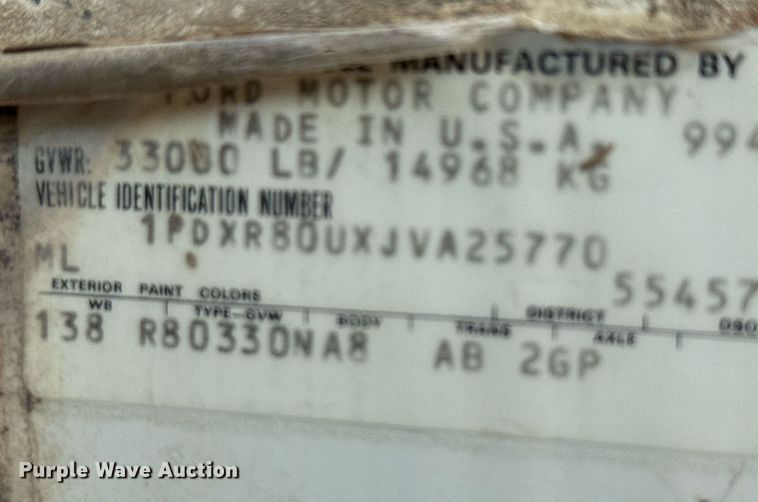 MANUFACTURED BY
FORD MOTOR COMPANY
MADE IN U.S.A. 994
GVWR: 33000 LB/ 14968 KG
VEHICLE IDENTIFICATION NUMBER
1FDXR80UXJVA25770
ML 55457
EXTERIOR PAINT COLORS
WB TYPE-GVW BODY TRANS DISTRICT AXLE DSO
138 R80330NA8 AB 2GP
Purple Wave Auction